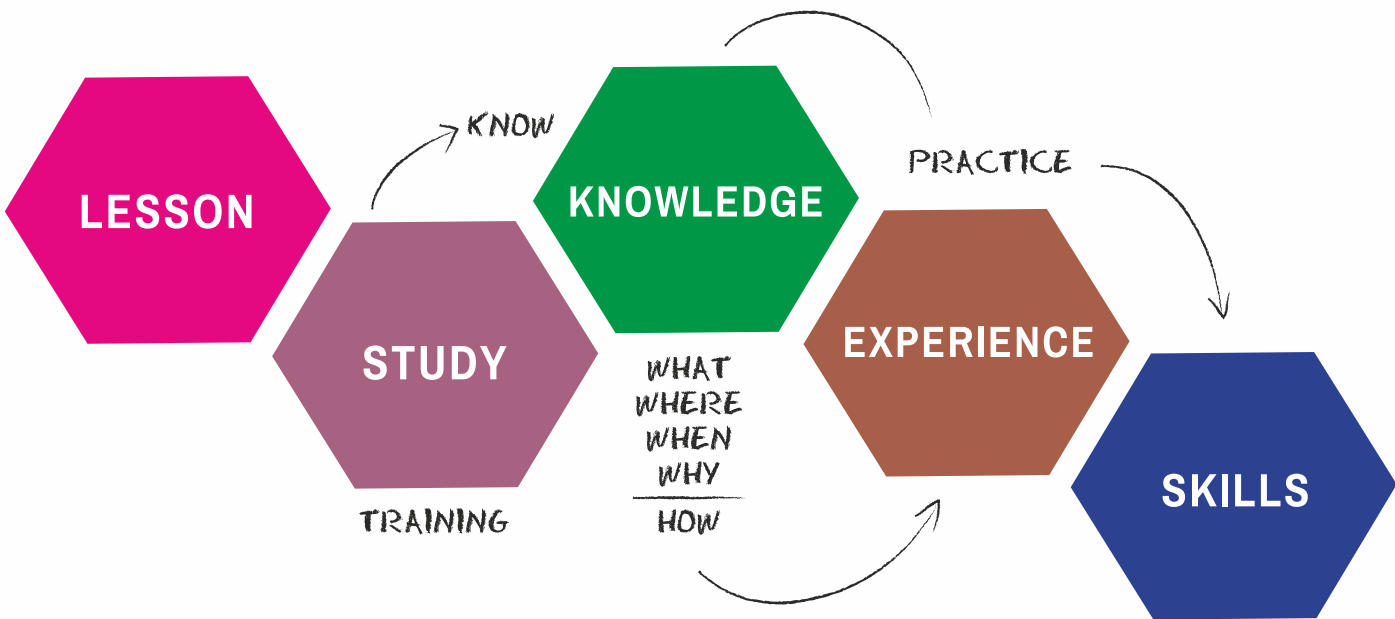 LESSON
STUDY
TRAINING
KNOW
KNOWLEDGE
WHAT
WHERE
WHEN
WHY
HOW
EXPERIENCE
PRACTICE
SKILLS